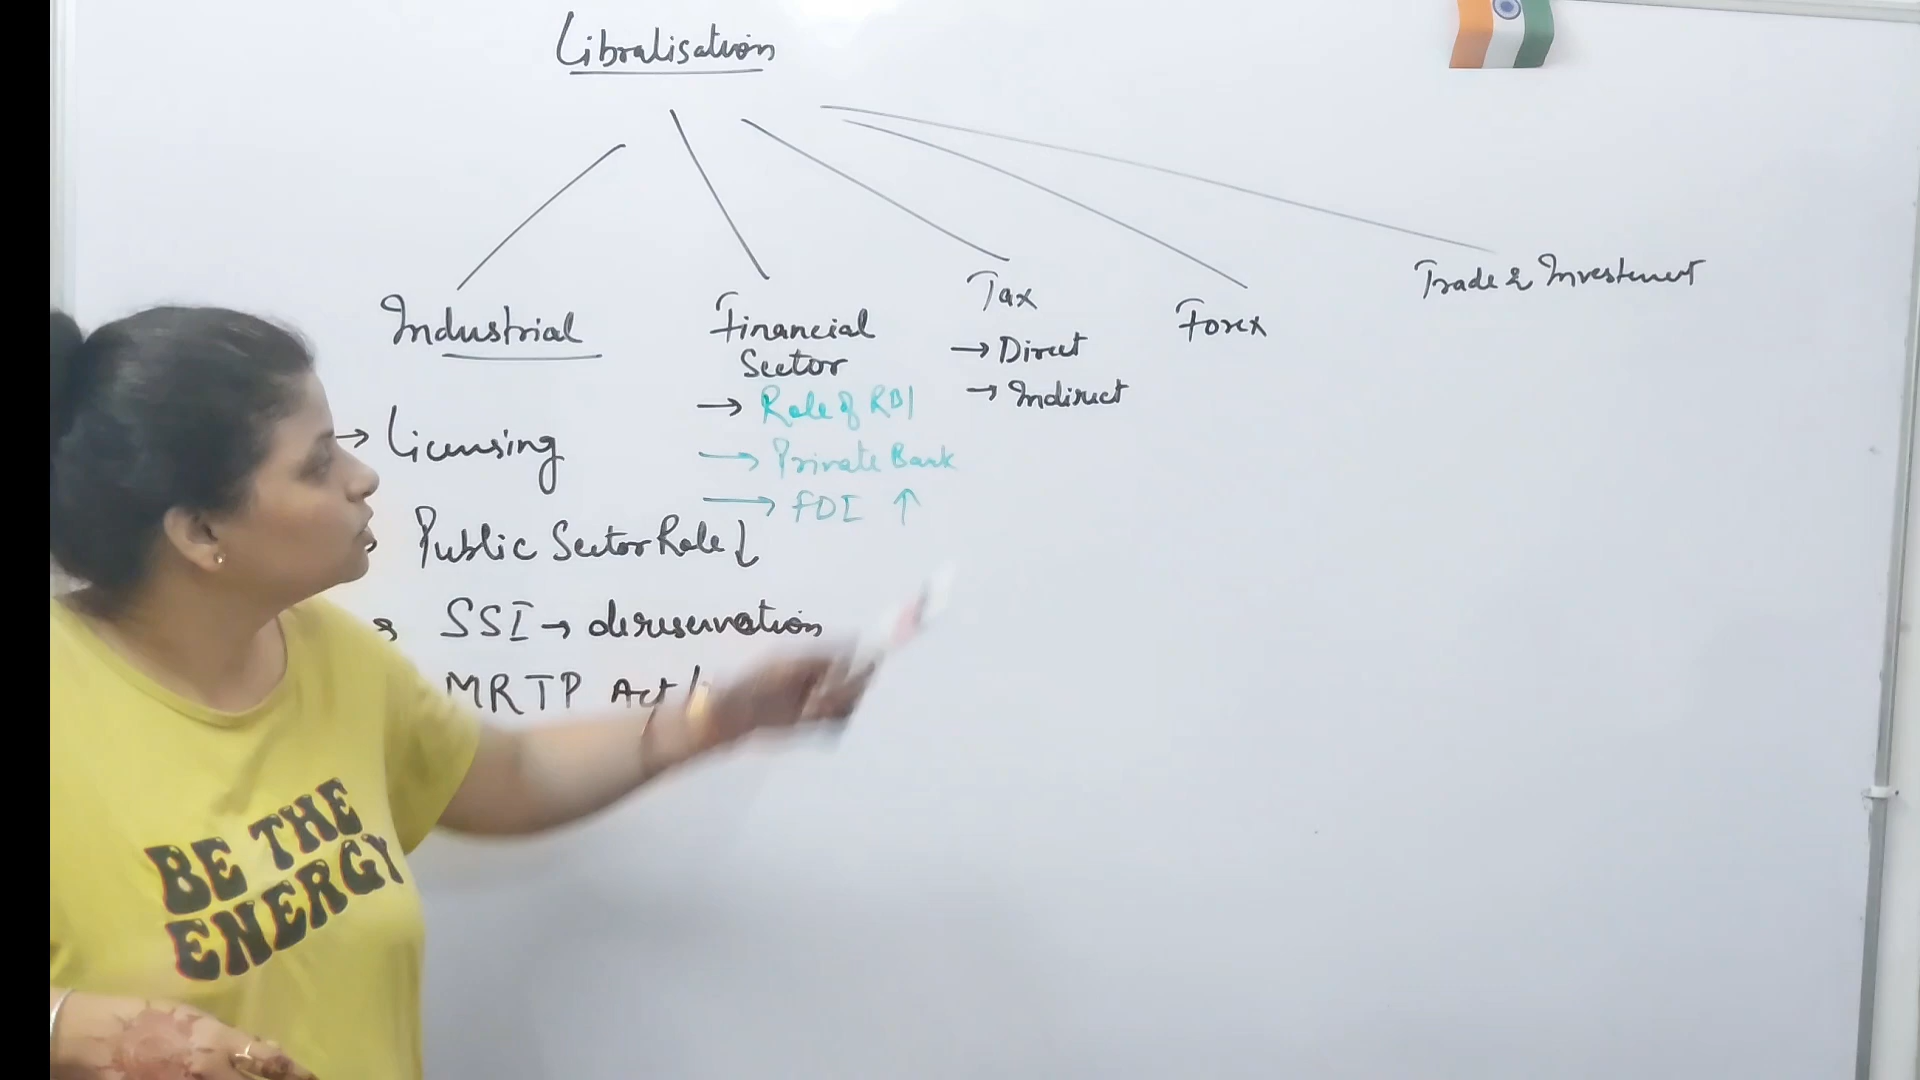 Libralisation
Industrial
→ Licensing
Public Sector Role ↓
SSI → dereservation
MRTP Act
Financial
Sector
→ Role of RBI
→ Private Bank
→ FDI ↑
Tax
→ Direct
→ Indirect
Forex
Trade & Investment
BE THE
ENERGY